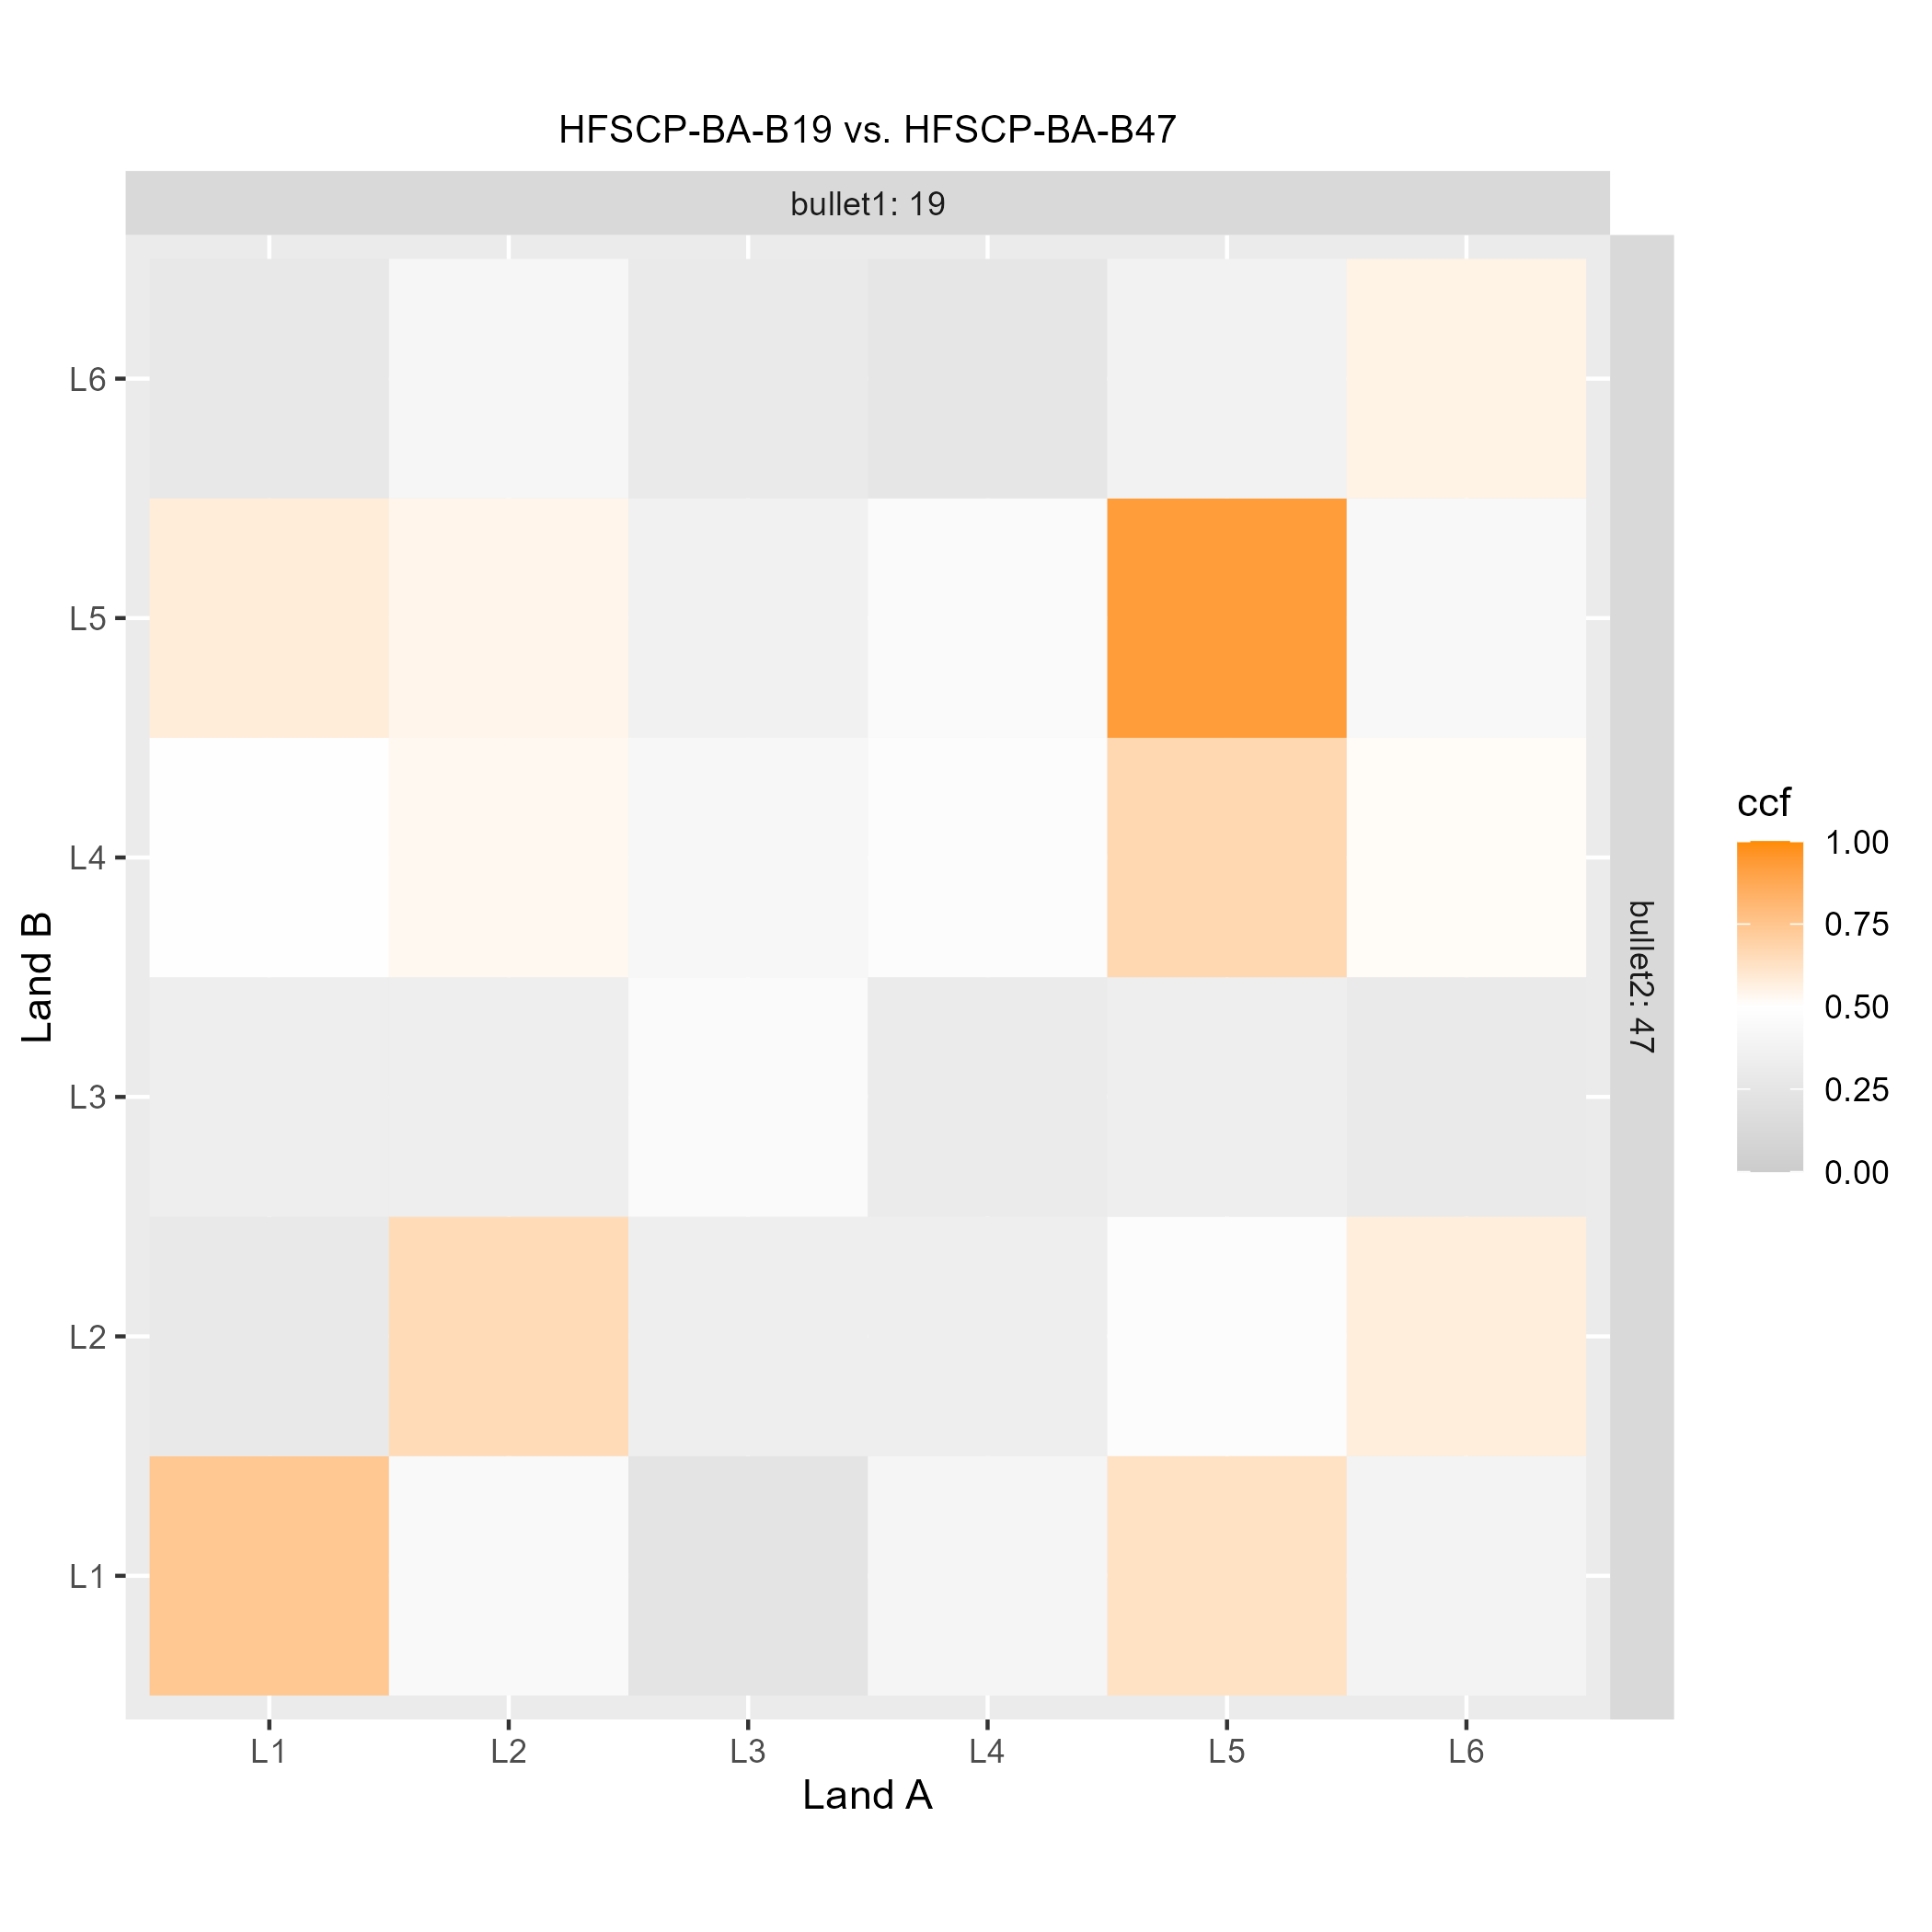 HFSCP-BA-B19 vs. HFSCP-BA-B47
bullet1: 19
L6
L5
L4
L3
L2
L1
Land B
bullet2: 47
L1 L2 L3 L4 L5 L6
Land A
ccf
1.00
0.75
0.50
0.25
0.00